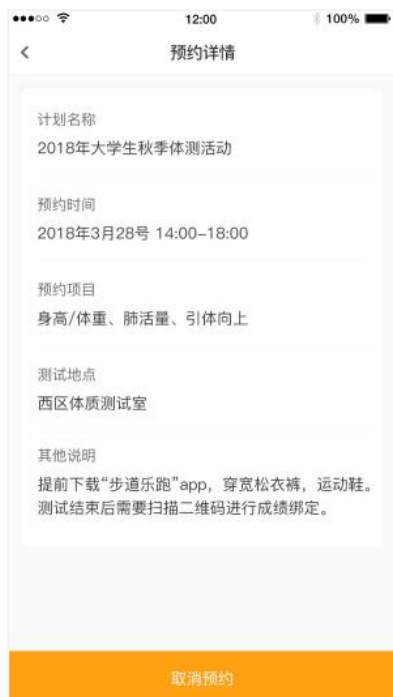 12:00 100%
预约详情
计划名称
2018年大学生秋季体测活动
预约时间
2018年3月28号 14:00-18:00
预约项目
身高/体重、肺活量、引体向上
测试地点
西区体质测试室
其他说明
提前下载“步道乐跑”app，穿宽松衣裤，运动鞋。
测试结束后需要扫描二维码进行成绩绑定。
取消预约